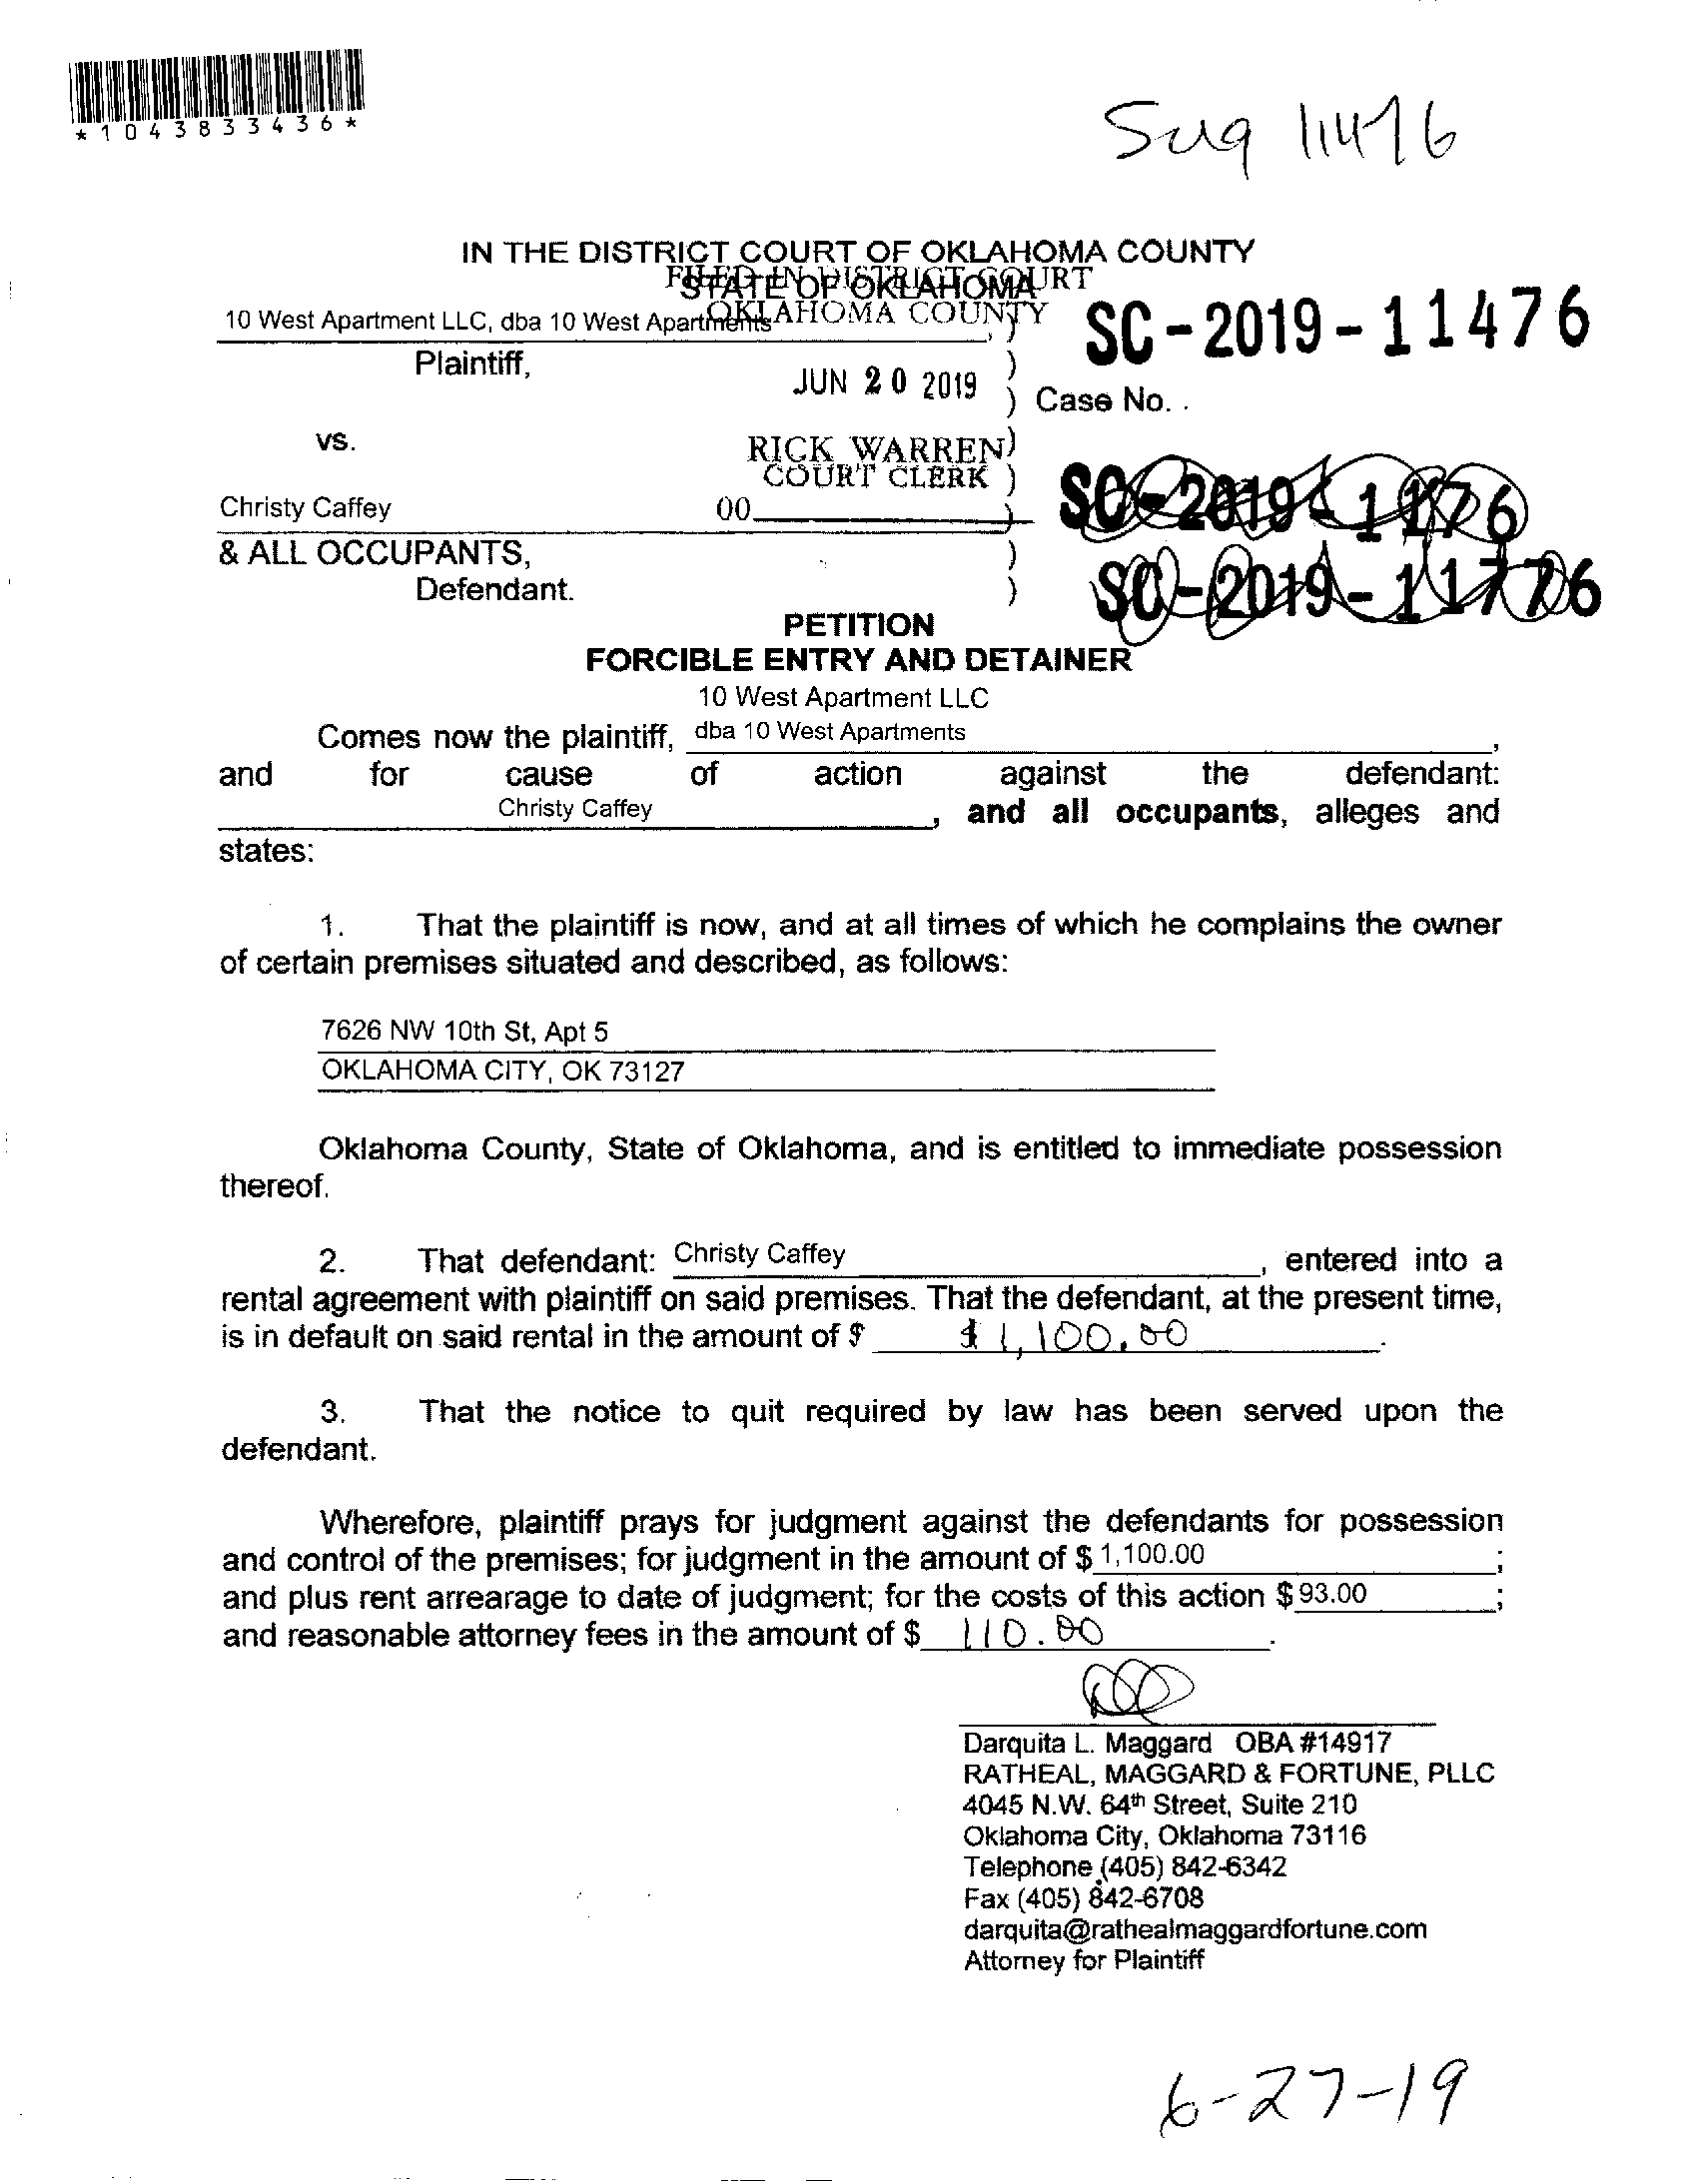 *1043833436*
Sug 11476
IN THE DISTRICT COURT OF OKLAHOMA COUNTY
STATE OF OKLAHOMA
FILED IN DISTRICT COURT
OKLAHOMA COUNTY
10 West Apartment LLC, dba 10 West Apartments, )
SC-2019-11476
Plaintiff, )
JUN 20 2019
) Case No. .
vs. )
RICK WARREN
COURT CLERK )
SC-2019-1176
Christy Caffey 00 )
& ALL OCCUPANTS, )
SC-2019-11776
Defendant. )
PETITION
FORCIBLE ENTRY AND DETAINER
10 West Apartment LLC
Comes now the plaintiff, dba 10 West Apartments,
and for cause of action against the defendant:
Christy Caffey, and all occupants, alleges and
states:
1. That the plaintiff is now, and at all times of which he complains the owner
of certain premises situated and described, as follows:
7626 NW 10th St, Apt 5
OKLAHOMA CITY, OK 73127
Oklahoma County, State of Oklahoma, and is entitled to immediate possession
thereof.
2. That defendant: Christy Caffey, entered into a
rental agreement with plaintiff on said premises. That the defendant, at the present time,
is in default on said rental in the amount of $ $1,100.00.
3. That the notice to quit required by law has been served upon the
defendant.
Wherefore, plaintiff prays for judgment against the defendants for possession
and control of the premises; for judgment in the amount of $ 1,100.00;
and plus rent arrearage to date of judgment; for the costs of this action $ 93.00;
and reasonable attorney fees in the amount of $ 110.00.
Darquita L. Maggard OBA #14917
RATHEAL, MAGGARD & FORTUNE, PLLC
4045 N.W. 64th Street, Suite 210
Oklahoma City, Oklahoma 73116
Telephone (405) 842-6342
Fax (405) 842-6708
darquita@rathealmaggardfortune.com
Attorney for Plaintiff
6-27-19